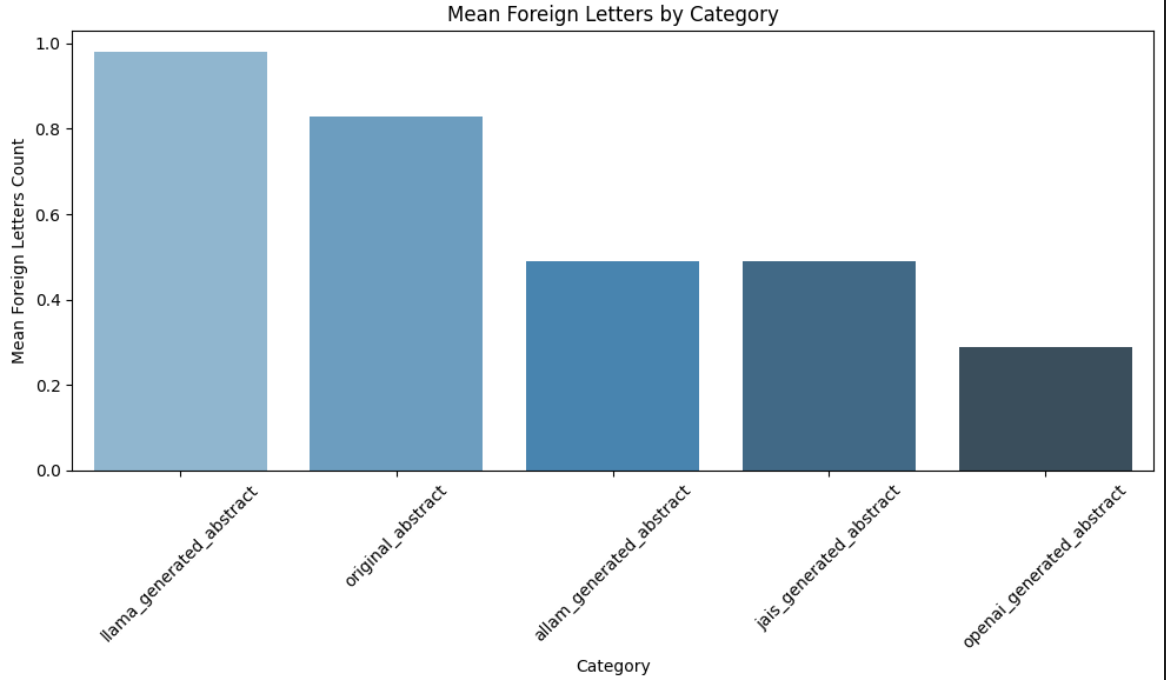 Mean Foreign Letters by Category
Mean Foreign Letters Count
1.0
0.8
0.6
0.4
0.2
0.0
llama_generated_abstract
original_abstract
allam_generated_abstract
jais_generated_abstract
openai_generated_abstract
Category